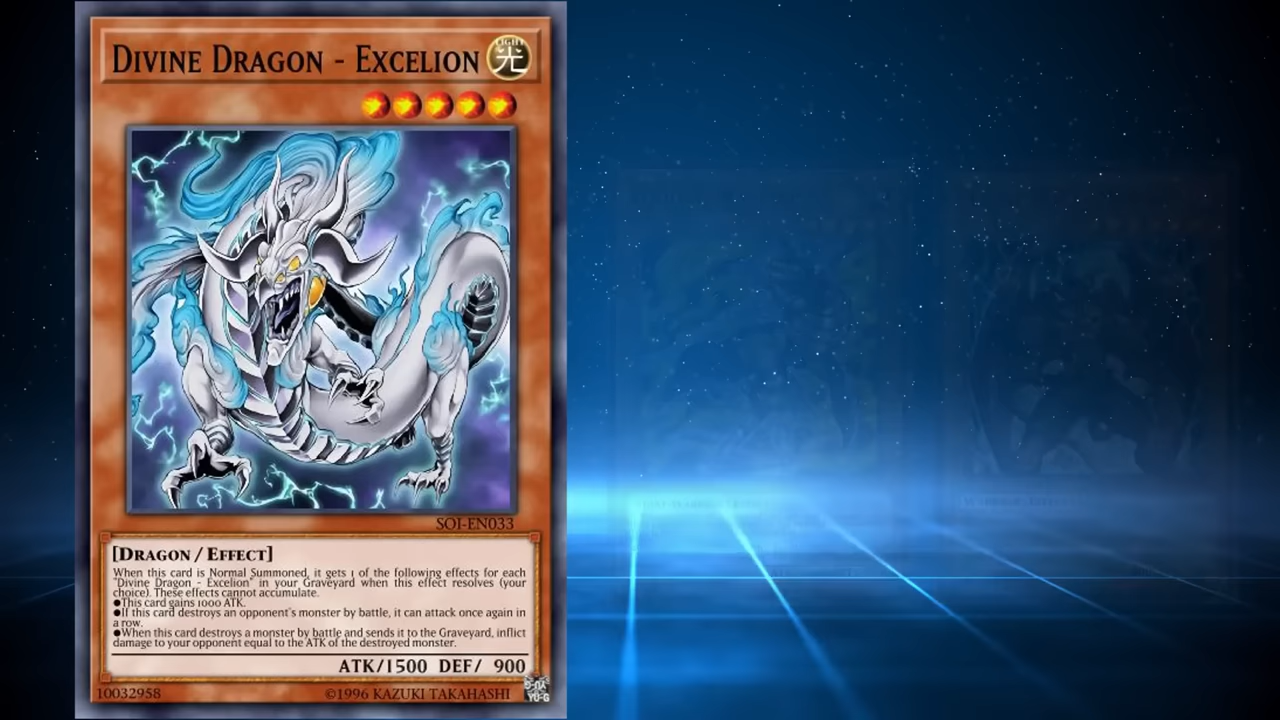 DIVINE DRAGON - EXCELION
LIGHT
光
SOI-EN033
[DRAGON / EFFECT]
When this card is Normal Summoned, it gets 1 of the following effects for each
"Divine Dragon - Excelion" in your Graveyard when this effect resolves (your
choice). These effects cannot accumulate.
●This card gains 1000 ATK.
●If this card destroys an opponent's monster by battle, it can attack once again in
a row.
●When this card destroys a monster by battle and sends it to the Graveyard, inflict
damage to your opponent equal to the ATK of the destroyed monster.
ATK/1500 DEF/ 900
10032958
©1996 KAZUKI TAKAHASHI